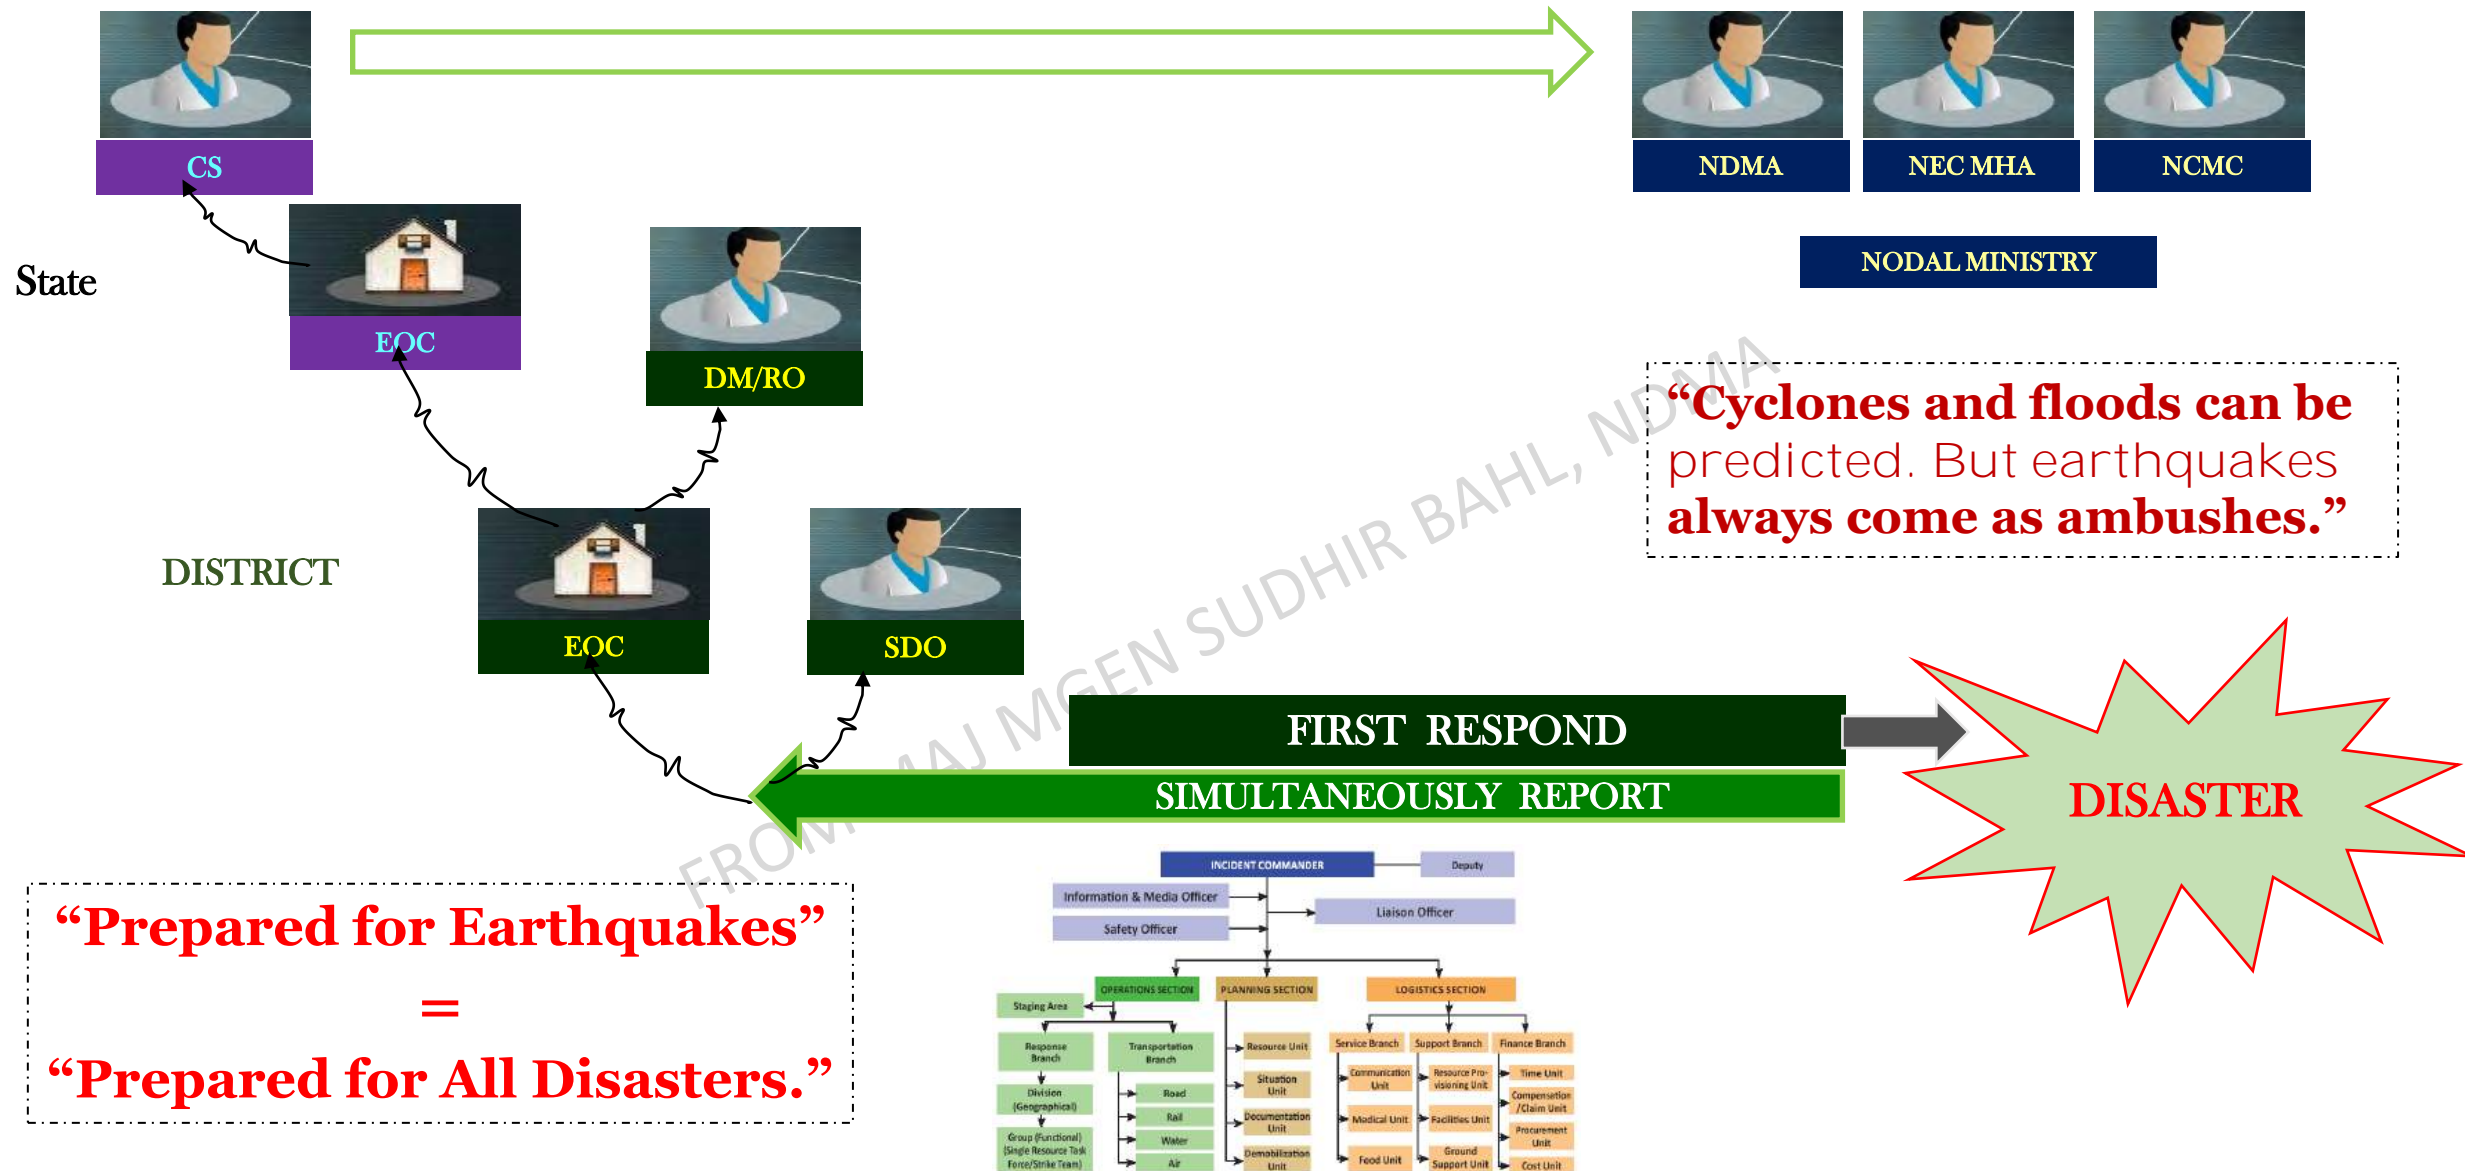 CS
NDMA
NEC MHA
NCMC
State
EOC
DM/RO
NODAL MINISTRY
“Cyclones and floods can be
predicted. But earthquakes
always come as ambushes.”
DISTRICT
EOC
SDO
FROM MAJ MGEN SUDHIR BAHL, NDMA
FIRST RESPOND
SIMULTANEOUSLY REPORT
DISASTER
“Prepared for Earthquakes”
=
“Prepared for All Disasters.”
INCIDENT COMMANDER
Deputy
Information & Media Officer
Liaison Officer
Safety Officer
OPERATIONS SECTION
PLANNING SECTION
LOGISTICS SECTION
Staging Area
Response
Branch
Transportation
Branch
Resource Unit
Service Branch
Support Branch
Finance Branch
Division
(Geographical)
Road
Situation
Unit
Communication
Unit
Resource Pro-
visioning Unit
Time Unit
Compensation
/Claim Unit
Rail
Documentation
Unit
Medical Unit
Facilities Unit
Procurement
Unit
Group (Functional)
(Single Resource Task
Force/Strike Team)
Water
Air
Demobilization
Unit
Food Unit
Ground
Support Unit
Cost Unit